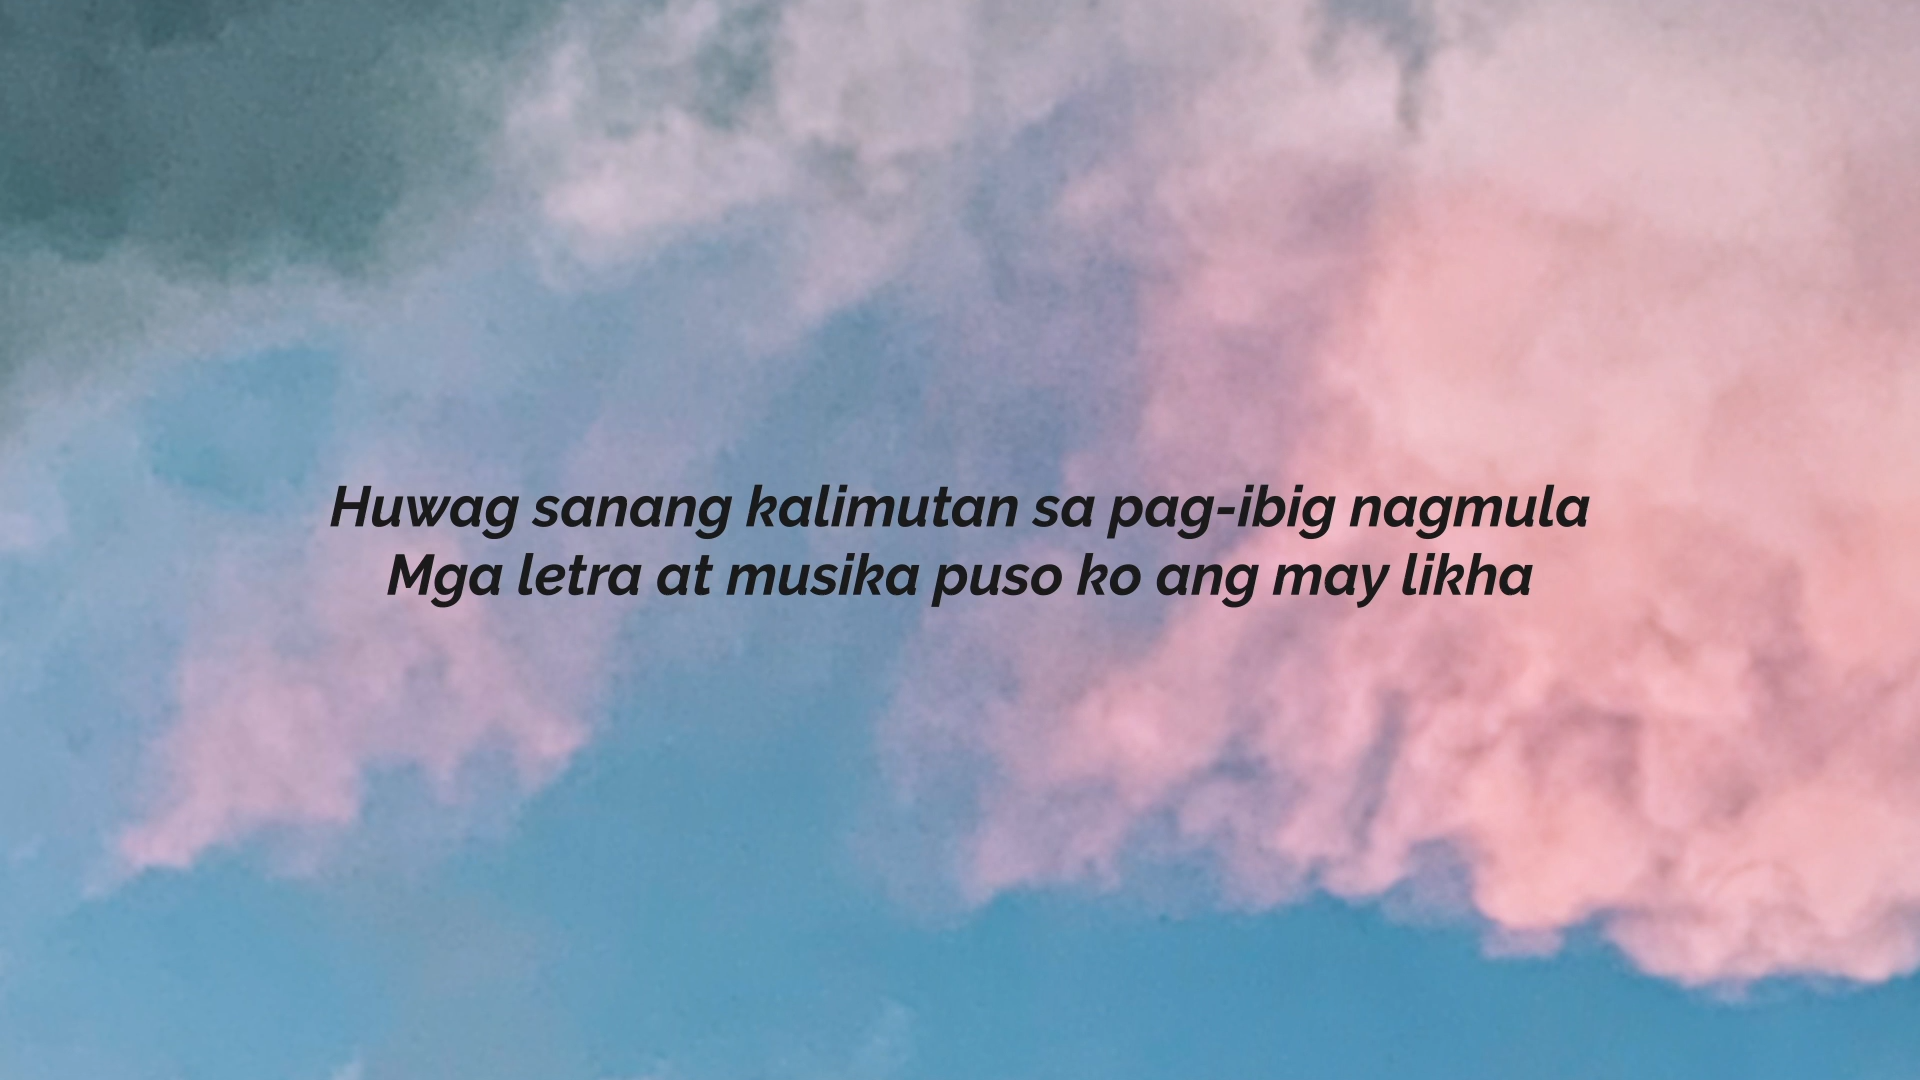 Huwag sanang kalimutan sa pag-ibig nagmula
Mga letra at musika puso ko ang may likha